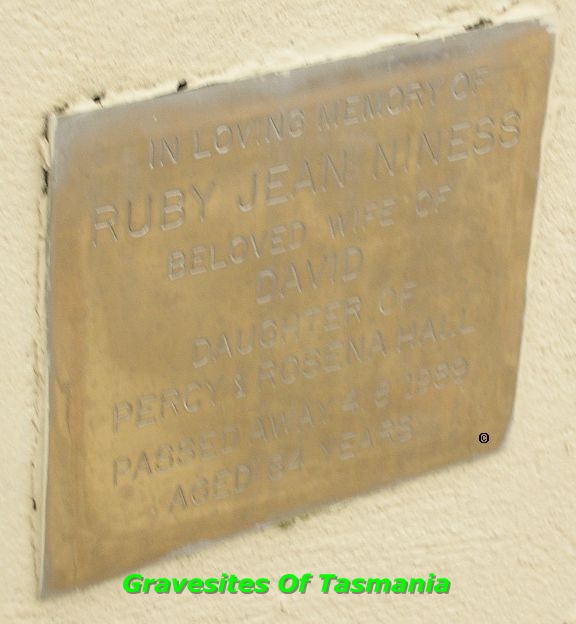 IN LOVING MEMORY OF
RUBY JEAN NINESS
BELOVED WIFE OF
DAVID
DAUGHTER OF
PERCY & ROSENA HALL
PASSED AWAY 4. 8. 1989
AGED 84 YEARS
©
Gravesites Of Tasmania